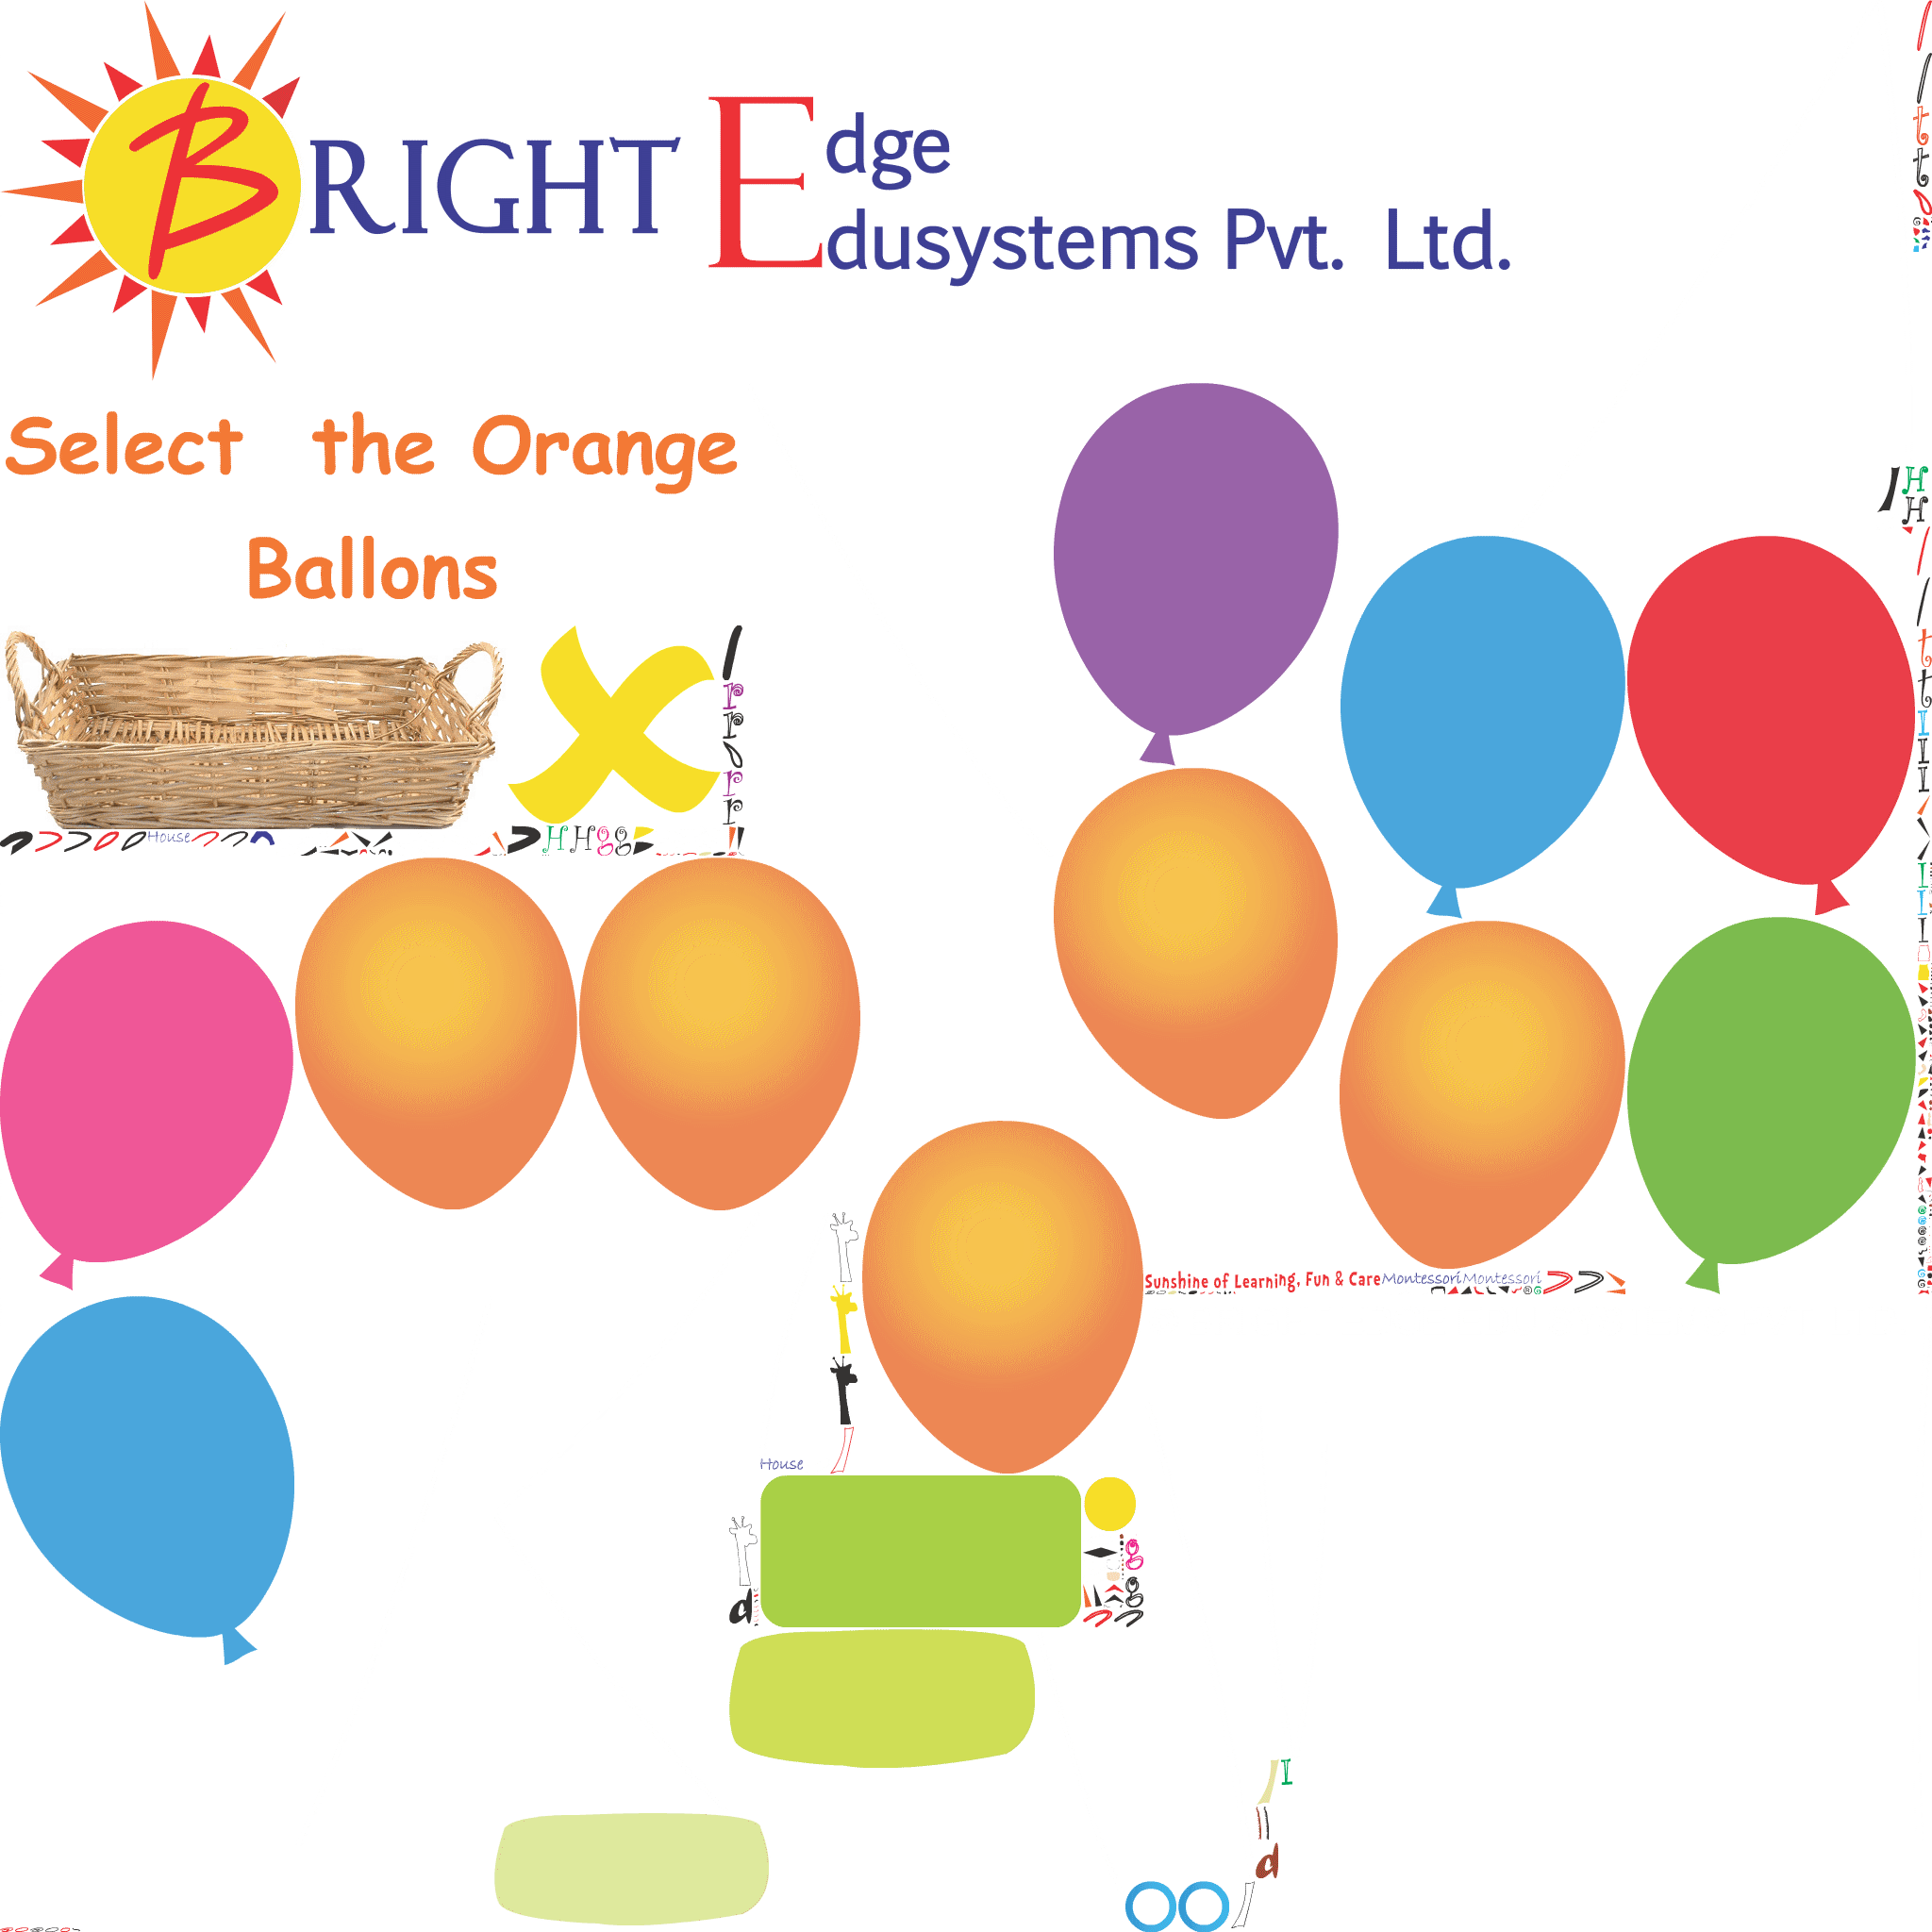 BRIGHT Edge
Edusystems Pvt. Ltd.
Select the Orange
Ballons
r
r
r
r
House
H H g g
H
H
t
t
t
t
I
I
I
I
I
I
Sunshine of Learning, Fun & Care Montessori Montessori
House
g
g
d
I
d